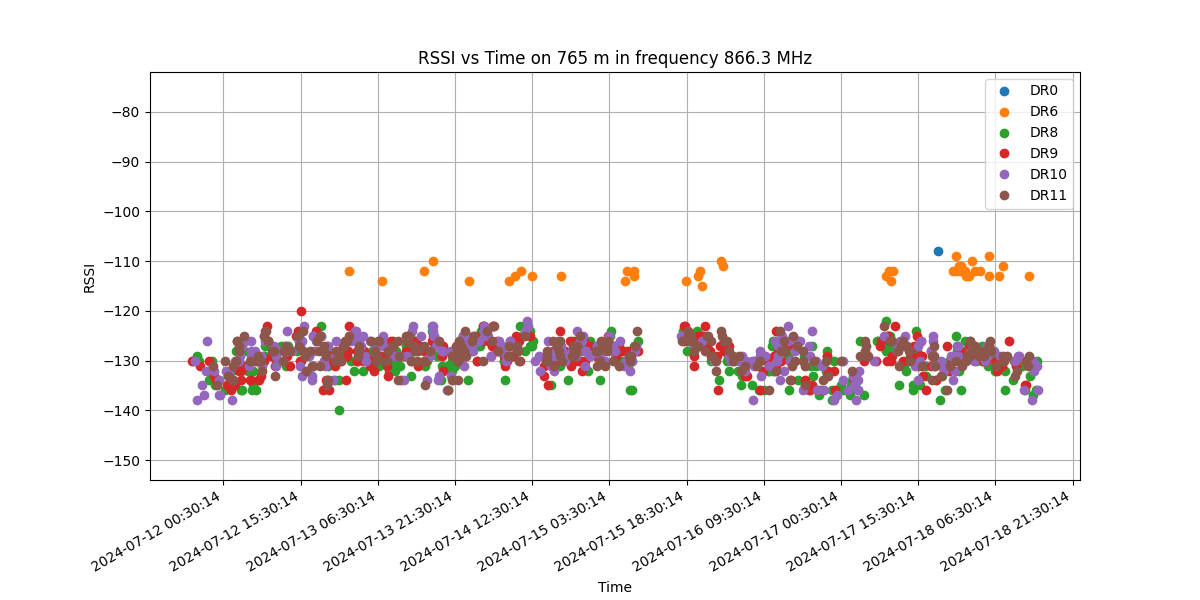 RSSI vs Time on 765 m in frequency 866.3 MHz
RSSI
−80
−90
−100
−110
−120
−130
−140
−150
DR0
DR6
DR8
DR9
DR10
DR11
2024-07-12 00:30:14
2024-07-12 15:30:14
2024-07-13 06:30:14
2024-07-13 21:30:14
2024-07-14 12:30:14
2024-07-15 03:30:14
2024-07-15 18:30:14
2024-07-16 09:30:14
2024-07-17 00:30:14
2024-07-17 15:30:14
2024-07-18 06:30:14
2024-07-18 21:30:14
Time